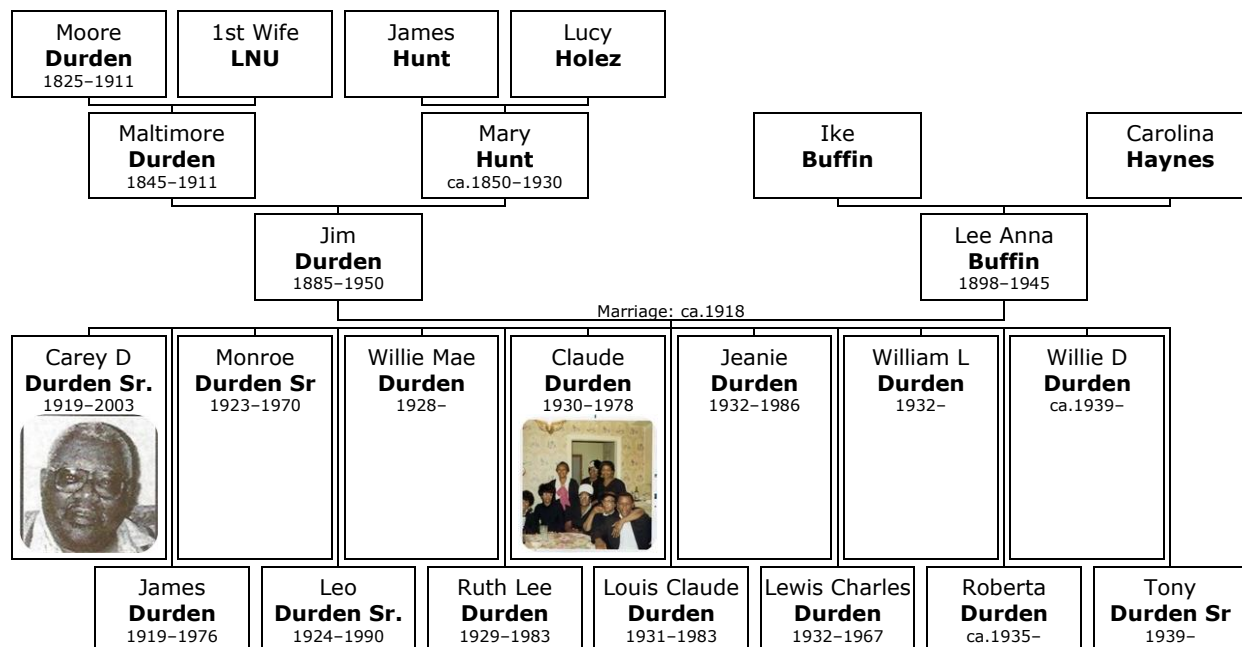 Moore
Durden
1825–1911
1st Wife
LNU
James
Hunt
Lucy
Holez
Maltimore
Durden
1845–1911
Mary
Hunt
ca.1850–1930
Ike
Buffin
Carolina
Haynes
Jim
Durden
1885–1950
Lee Anna
Buffin
1898–1945
Marriage: ca.1918
Carey D
Durden Sr.
1919–2003
Monroe
Durden Sr
1923–1970
Willie Mae
Durden
1928–
Claude
Durden
1930–1978
Jeanie
Durden
1932–1986
William L
Durden
1932–
Willie D
Durden
ca.1939–
James
Durden
1919–1976
Leo
Durden Sr.
1924–1990
Ruth Lee
Durden
1929–1983
Louis Claude
Durden
1931–1983
Lewis Charles
Durden
1932–1967
Roberta
Durden
ca.1935–
Tony
Durden Sr
1939–